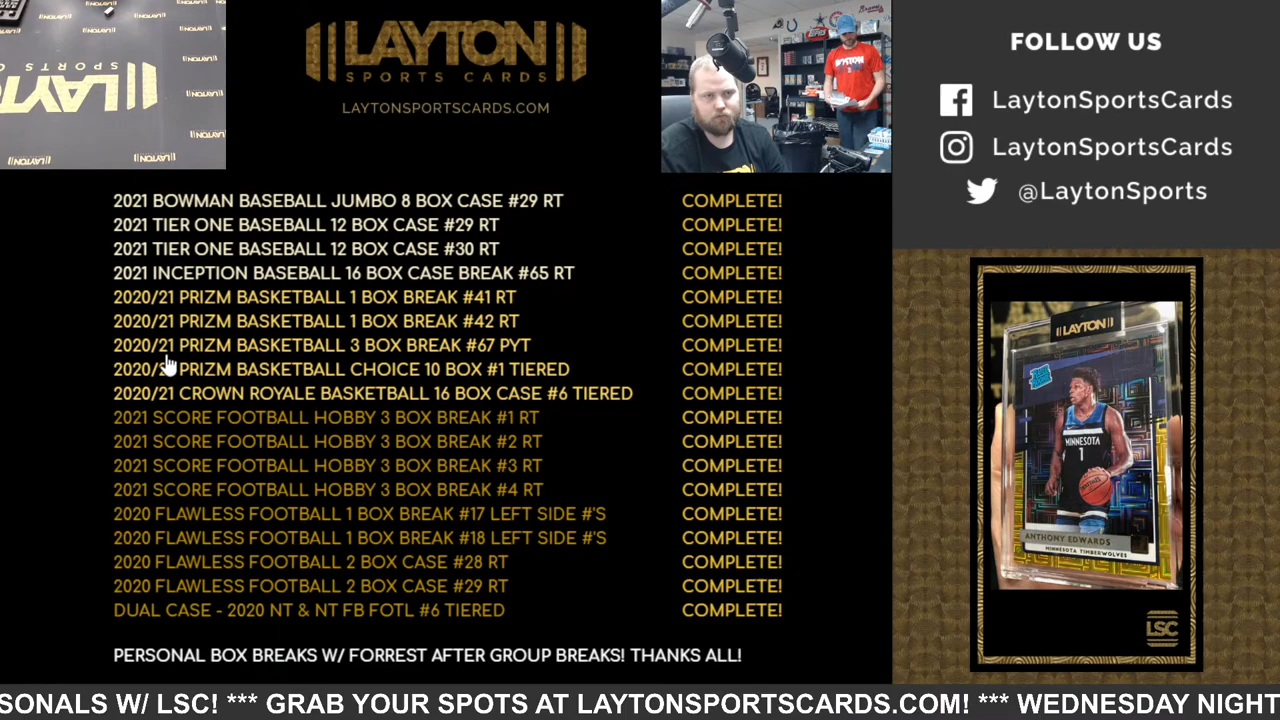 LAYTON
SPORTS CARDS
LAYTONSPORTSCARDS.COM
FOLLOW US
LaytonSportsCards
LaytonSportsCards
@LaytonSports
2021 BOWMAN BASEBALL JUMBO 8 BOX CASE #29 RT COMPLETE!
2021 TIER ONE BASEBALL 12 BOX CASE #29 RT COMPLETE!
2021 TIER ONE BASEBALL 12 BOX CASE #30 RT COMPLETE!
2021 INCEPTION BASEBALL 16 BOX CASE BREAK #65 RT COMPLETE!
2020/21 PRIZM BASKETBALL 1 BOX BREAK #41 RT COMPLETE!
2020/21 PRIZM BASKETBALL 1 BOX BREAK #42 RT COMPLETE!
2020/21 PRIZM BASKETBALL 3 BOX BREAK #67 PYT COMPLETE!
2020/21 PRIZM BASKETBALL CHOICE 10 BOX #1 TIERED COMPLETE!
2020/21 CROWN ROYALE BASKETBALL 16 BOX CASE #6 TIERED COMPLETE!
2021 SCORE FOOTBALL HOBBY 3 BOX BREAK #1 RT COMPLETE!
2021 SCORE FOOTBALL HOBBY 3 BOX BREAK #2 RT COMPLETE!
2021 SCORE FOOTBALL HOBBY 3 BOX BREAK #3 RT COMPLETE!
2021 SCORE FOOTBALL HOBBY 3 BOX BREAK #4 RT COMPLETE!
2020 FLAWLESS FOOTBALL 1 BOX BREAK #17 LEFT SIDE #'S COMPLETE!
2020 FLAWLESS FOOTBALL 1 BOX BREAK #18 LEFT SIDE #'S COMPLETE!
2020 FLAWLESS FOOTBALL 2 BOX CASE #28 RT COMPLETE!
2020 FLAWLESS FOOTBALL 2 BOX CASE #29 RT COMPLETE!
DUAL CASE - 2020 NT & NT FB FOTL #6 TIERED COMPLETE!
PERSONAL BOX BREAKS W/ FORREST AFTER GROUP BREAKS! THANKS ALL!
LAYTON
MINNESOTA
1
ANTHONY EDWARDS
MINNESOTA TIMBERWOLVES
LSC
SONALS W/ LSC! *** GRAB YOUR SPOTS AT LAYTONSPORTSCARDS.COM! *** WEDNESDAY NIGHT